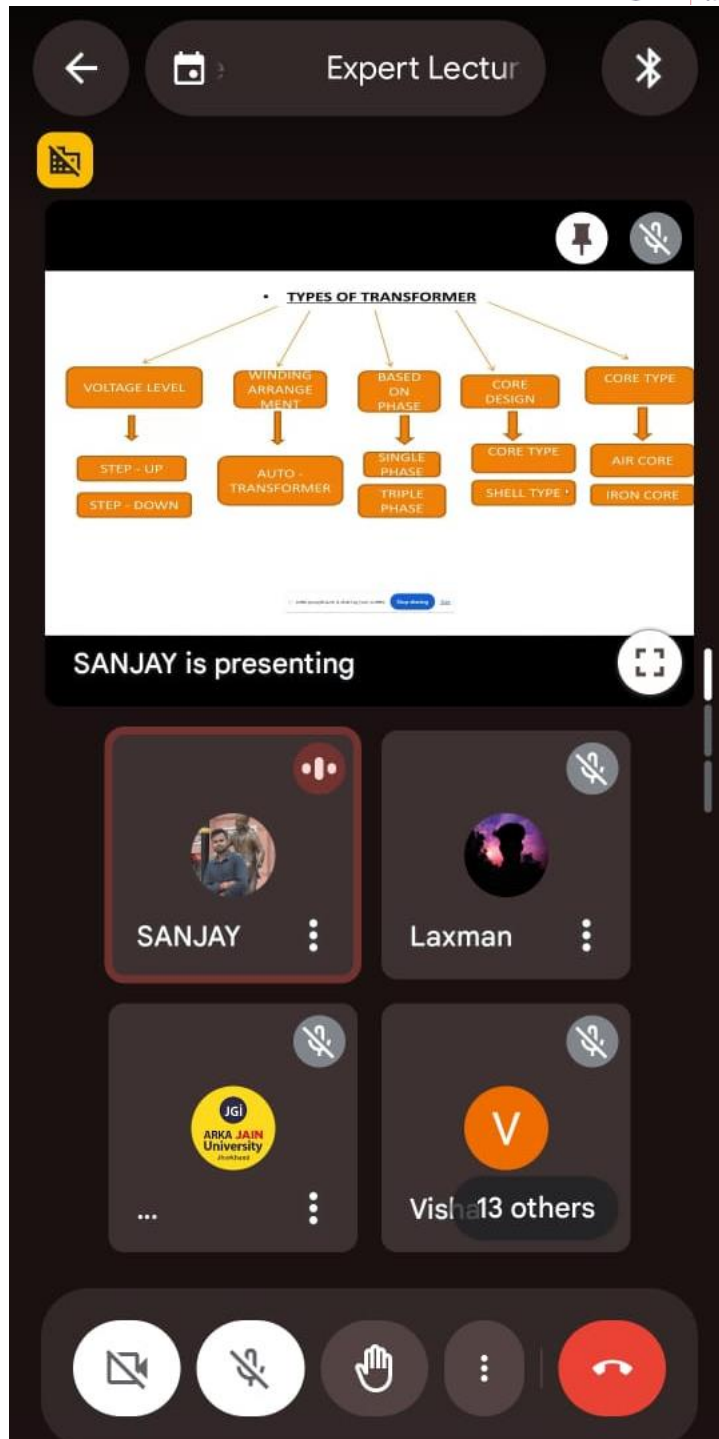 Expert Lectur
• TYPES OF TRANSFORMER
VOLTAGE LEVEL
WINDING
ARRANGE
MENT
BASED
ON
PHASE
CORE
DESIGN
CORE TYPE
STEP - UP
STEP - DOWN
AUTO -
TRANSFORMER
SINGLE
PHASE
TRIPLE
PHASE
CORE TYPE
SHELL TYPE
AIR CORE
IRON CORE
Stop sharing
SANJAY is presenting
SANJAY
Laxman
JGi
ARKA JAIN
University
Jharkhand
...
V
Visha
13 others